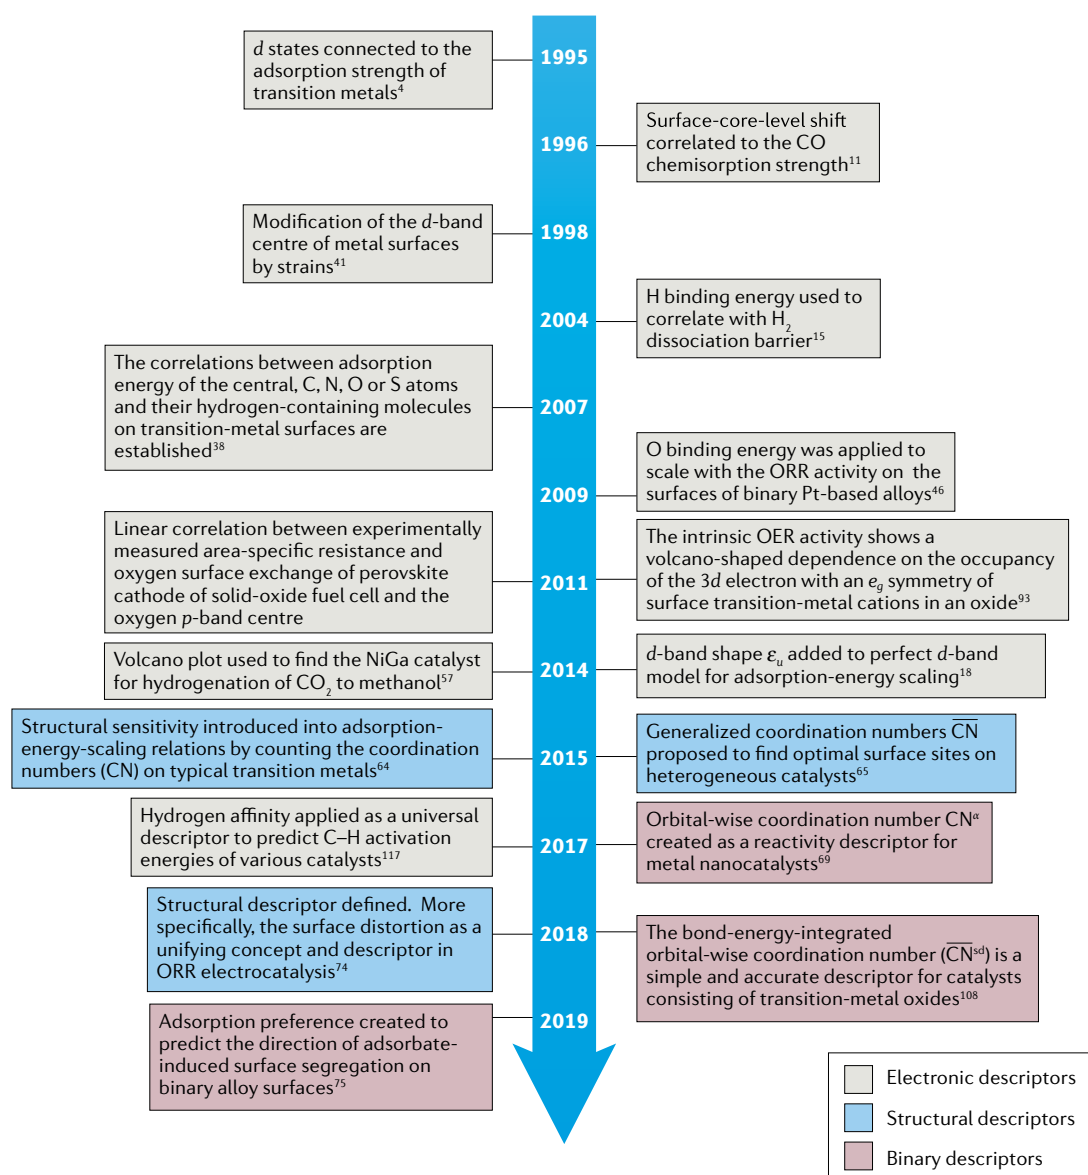 d states connected to the
adsorption strength of
transition metals⁴
1995
1996
Surface-core-level shift
correlated to the CO
chemisorption strength¹¹
Modification of the d-band
centre of metal surfaces
by strains⁴¹
1998
2004
H binding energy used to
correlate with H₂
dissociation barrier¹⁵
The correlations between adsorption
energy of the central, C, N, O or S atoms
and their hydrogen-containing molecules
on transition-metal surfaces are
established³⁸
2007
2009
O binding energy was applied to
scale with the ORR activity on the
surfaces of binary Pt-based alloys⁴⁶
Linear correlation between experimentally
measured area-specific resistance and
oxygen surface exchange of perovskite
cathode of solid-oxide fuel cell and the
oxygen p-band centre
2011
The intrinsic OER activity shows a
volcano-shaped dependence on the occupancy
of the 3d electron with an e_g symmetry of
surface transition-metal cations in an oxide⁹³
Volcano plot used to find the NiGa catalyst
for hydrogenation of CO₂ to methanol⁵⁷
2014
d-band shape ε_u added to perfect d-band
model for adsorption-energy scaling¹⁸
Structural sensitivity introduced into adsorption-
energy-scaling relations by counting the coordination
numbers (CN) on typical transition metals⁶⁴
2015
Generalized coordination numbers C̅N̅
proposed to find optimal surface sites on
heterogeneous catalysts⁶⁵
Hydrogen affinity applied as a universal
descriptor to predict C–H activation
energies of various catalysts¹¹⁷
2017
Orbital-wise coordination number CNᵅ
created as a reactivity descriptor for
metal nanocatalysts⁶⁹
Structural descriptor defined. More
specifically, the surface distortion as a
unifying concept and descriptor in
ORR electrocatalysis⁷⁴
2018
The bond-energy-integrated
orbital-wise coordination number (C̅N̅ˢᵈ) is a
simple and accurate descriptor for catalysts
consisting of transition-metal oxides¹⁰⁸
Adsorption preference created to
predict the direction of adsorbate-
induced surface segregation on
binary alloy surfaces⁷⁵
2019
Electronic descriptors
Structural descriptors
Binary descriptors